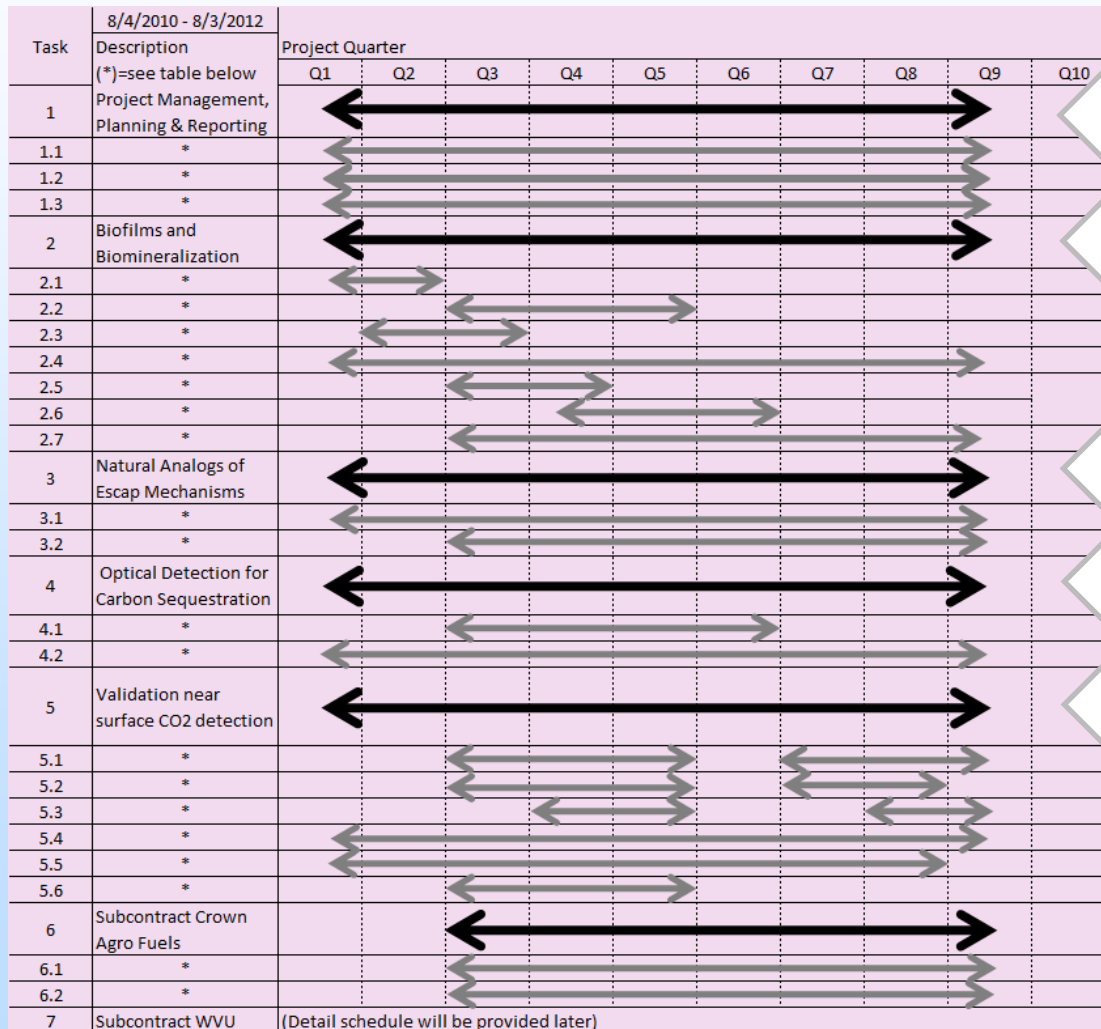 8/4/2010 - 8/3/2012
Task Description Project Quarter
(*)=see table below Q1 Q2 Q3 Q4 Q5 Q6 Q7 Q8 Q9 Q10
1 Project Management,
Planning & Reporting
1.1 *
1.2 *
1.3 *
2 Biofilms and
Biomineralization
2.1 *
2.2 *
2.3 *
2.4 *
2.5 *
2.6 *
2.7 *
3 Natural Analogs of
Escap Mechanisms
3.1 *
3.2 *
4 Optical Detection for
Carbon Sequestration
4.1 *
4.2 *
5 Validation near
surface CO2 detection
5.1 *
5.2 *
5.3 *
5.4 *
5.5 *
5.6 *
6 Subcontract Crown
Agro Fuels
6.1 *
6.2 *
7 Subcontract WVU (Detail schedule will be provided later)